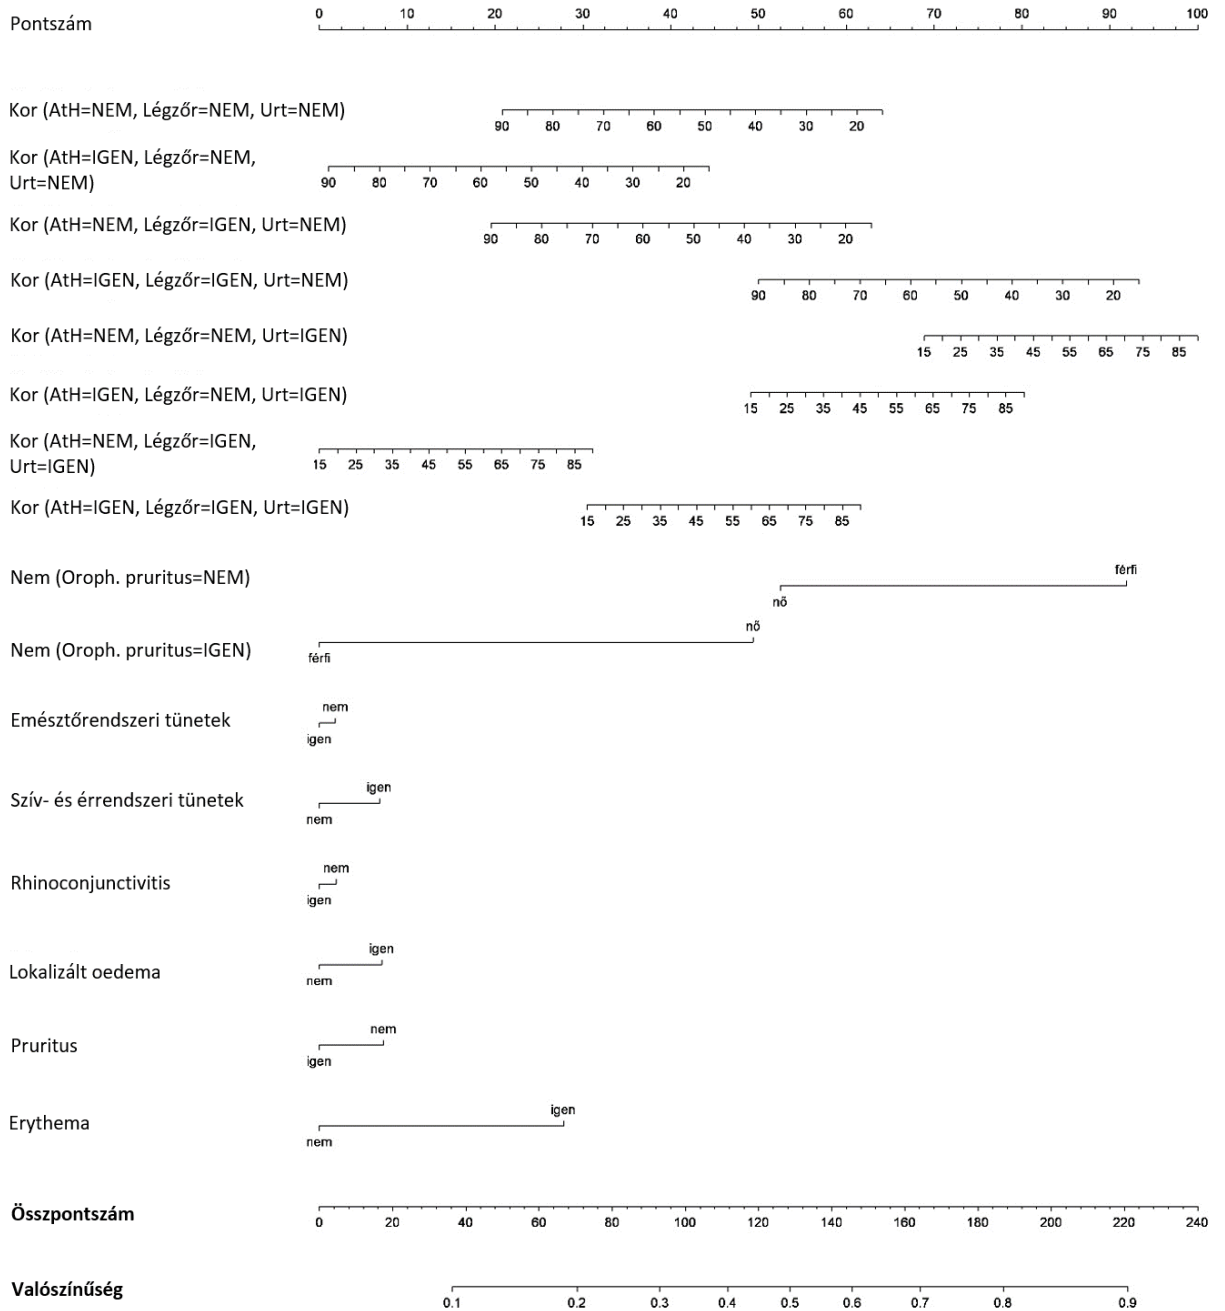 Pontszám
0 10 20 30 40 50 60 70 80 90 100
Kor (AtH=NEM, Légzőr=NEM, Urt=NEM)
90 80 70 60 50 40 30 20
Kor (AtH=IGEN, Légzőr=NEM,
Urt=NEM)
90 80 70 60 50 40 30 20
Kor (AtH=NEM, Légzőr=IGEN, Urt=NEM)
90 80 70 60 50 40 30 20
Kor (AtH=IGEN, Légzőr=IGEN, Urt=NEM)
90 80 70 60 50 40 30 20
Kor (AtH=NEM, Légzőr=NEM, Urt=IGEN)
15 25 35 45 55 65 75 85
Kor (AtH=IGEN, Légzőr=NEM, Urt=IGEN)
15 25 35 45 55 65 75 85
Kor (AtH=NEM, Légzőr=IGEN,
Urt=IGEN)
15 25 35 45 55 65 75 85
Kor (AtH=IGEN, Légzőr=IGEN, Urt=IGEN)
15 25 35 45 55 65 75 85
Nem (Oroph. pruritus=NEM)
férfi
nő
Nem (Oroph. pruritus=IGEN)
nő
férfi
Emésztőrendszeri tünetek
nem
igen
Szív- és érrendszeri tünetek
igen
nem
Rhinoconjunctivitis
nem
igen
Lokalizált oedema
igen
nem
Pruritus
nem
igen
Erythema
igen
nem
Összpontszám
0 20 40 60 80 100 120 140 160 180 200 220 240
Valószínűség
0.1 0.2 0.3 0.4 0.5 0.6 0.7 0.8 0.9